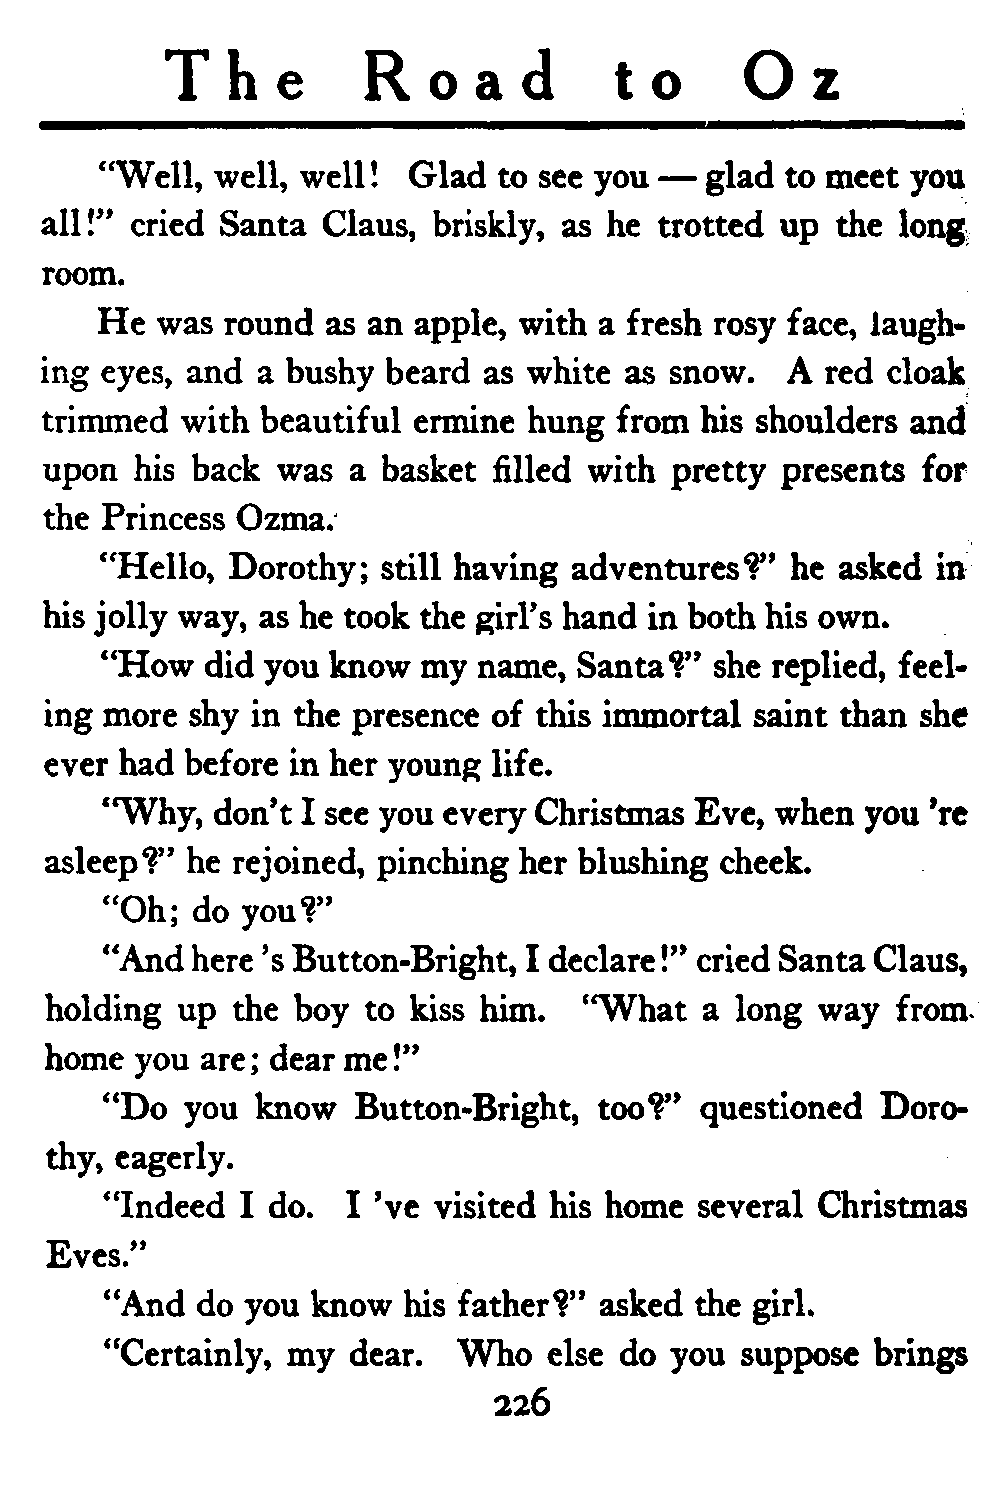 The Road to Oz
“Well, well, well! Glad to see you — glad to meet you
all!” cried Santa Claus, briskly, as he trotted up the long
room.
He was round as an apple, with a fresh rosy face, laugh-
ing eyes, and a bushy beard as white as snow. A red cloak
trimmed with beautiful ermine hung from his shoulders and
upon his back was a basket filled with pretty presents for
the Princess Ozma.
“Hello, Dorothy; still having adventures?” he asked in
his jolly way, as he took the girl’s hand in both his own.
“How did you know my name, Santa?” she replied, feel-
ing more shy in the presence of this immortal saint than she
ever had before in her young life.
“Why, don’t I see you every Christmas Eve, when you ’re
asleep?” he rejoined, pinching her blushing cheek.
“Oh; do you?”
“And here ’s Button-Bright, I declare!” cried Santa Claus,
holding up the boy to kiss him. “What a long way from
home you are; dear me!”
“Do you know Button-Bright, too?” questioned Doro-
thy, eagerly.
“Indeed I do. I ’ve visited his home several Christmas
Eves.”
“And do you know his father?” asked the girl.
“Certainly, my dear. Who else do you suppose brings
226